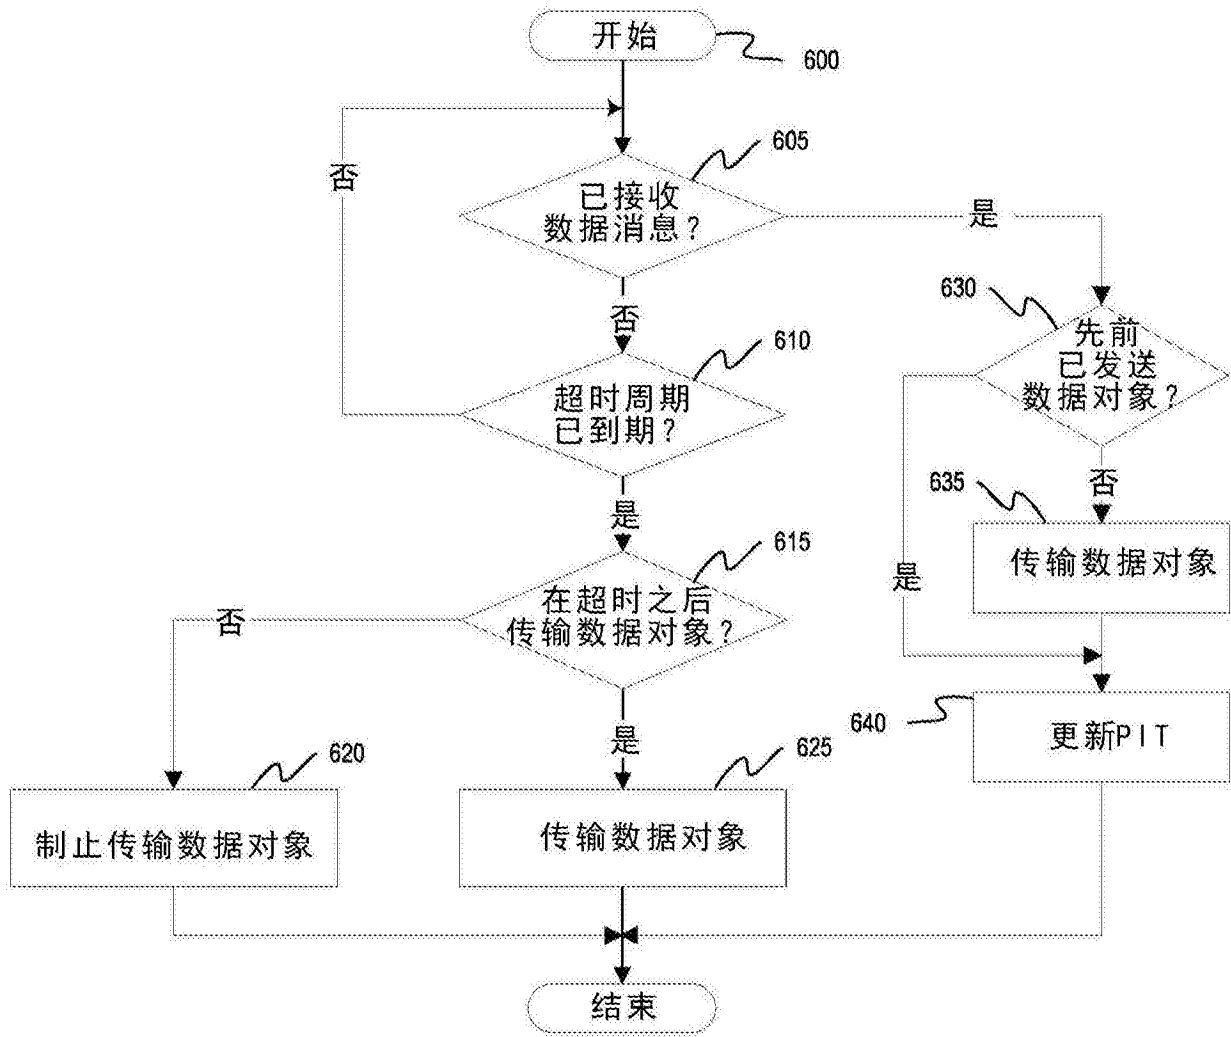 开始
600
605
已接收
数据消息?
否
是
630
先前
已发送
数据对象?
否
610
超时周期
已到期?
635
否
是
传输数据对象
是
615
在超时之后
传输数据对象?
否
640
更新PIT
是
620
625
制止传输数据对象
传输数据对象
结束